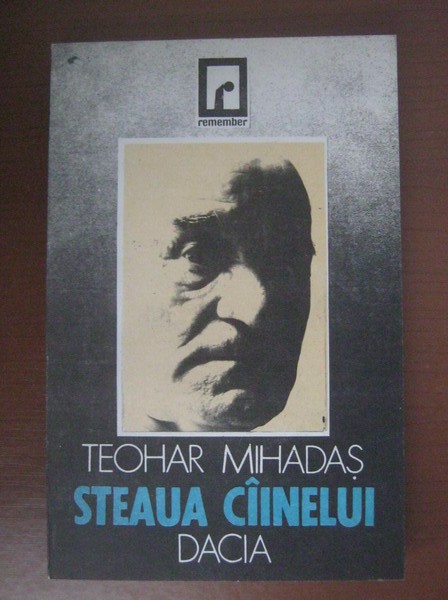 r
remember
TEOHAR MIHADAȘ
STEAUA CÎINELUI
DACIA